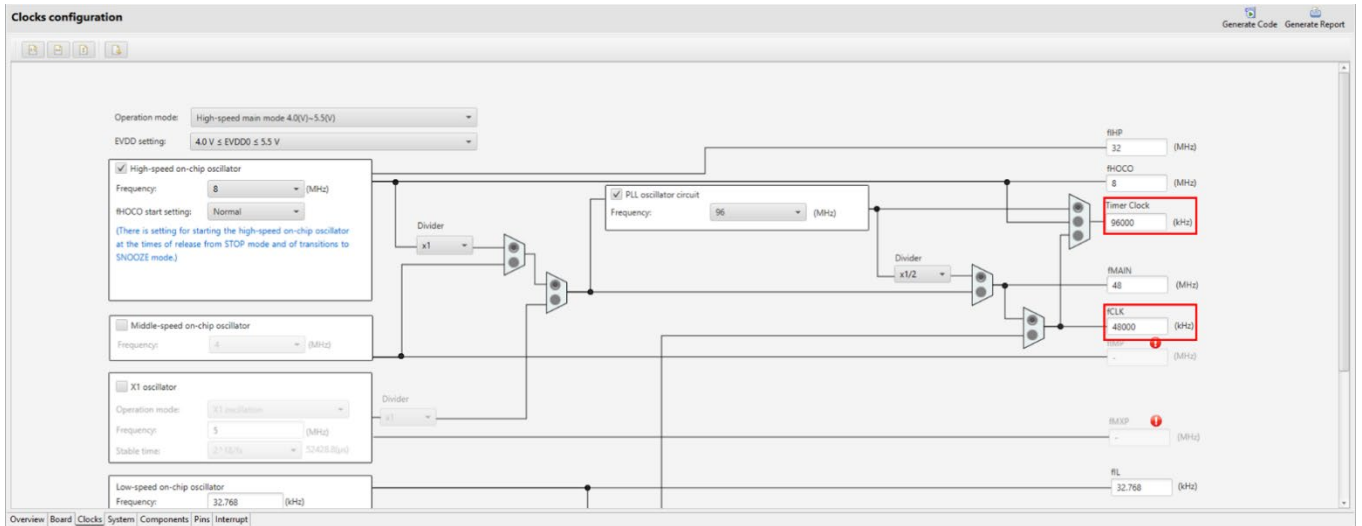 Clocks configuration
Generate Code Generate Report
Operation mode: High-speed main mode 4.0(V)~5.5(V)
EVDD setting: 4.0 V ≤ EVDD0 ≤ 5.5 V
fIHP
32 (MHz)
High-speed on-chip oscillator
Frequency: 8 (MHz)
fHOCO start setting: Normal
(There is setting for starting the high-speed on-chip oscillator
at the times of release from STOP mode and of transitions to
SNOOZE mode.)
fHOCO
8 (MHz)
PLL oscillator circuit
Frequency: 96 (MHz)
Timer Clock
96000 (kHz)
Divider
x1
Divider
x1/2
fMAIN
48 (MHz)
fCLK
48000 (kHz)
Middle-speed on-chip oscillator
Frequency: 4 (MHz)
- (MHz)
X1 oscillator
Operation mode: X1 oscillation
Frequency: 5 (MHz)
Stable time: 52428.8(μs)
Divider
x1
fMXP
- (MHz)
Low-speed on-chip oscillator
Frequency: 32.768 (kHz)
fIL
32.768 (kHz)
Overview Board Clocks System Components Pins Interrupt